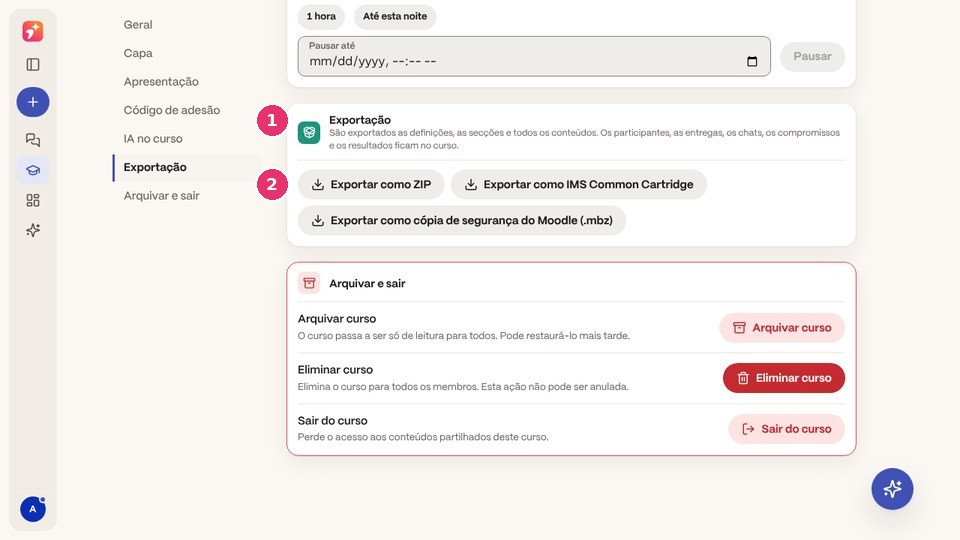 Geral
Capa
Apresentação
Código de adesão
IA no curso
Exportação
Arquivar e sair
A
1 hora
Até esta noite
Pausar até
mm/dd/yyyy, --:-- --
Pausar
1
Exportação
São exportados as definições, as secções e todos os conteúdos. Os participantes, as entregas, os chats, os compromissos
e os resultados ficam no curso.
2
Exportar como ZIP
Exportar como IMS Common Cartridge
Exportar como cópia de segurança do Moodle (.mbz)
Arquivar e sair
Arquivar curso
O curso passa a ser só de leitura para todos. Pode restaurá-lo mais tarde.
Arquivar curso
Eliminar curso
Elimina o curso para todos os membros. Esta ação não pode ser anulada.
Eliminar curso
Sair do curso
Perde o acesso aos conteúdos partilhados deste curso.
Sair do curso